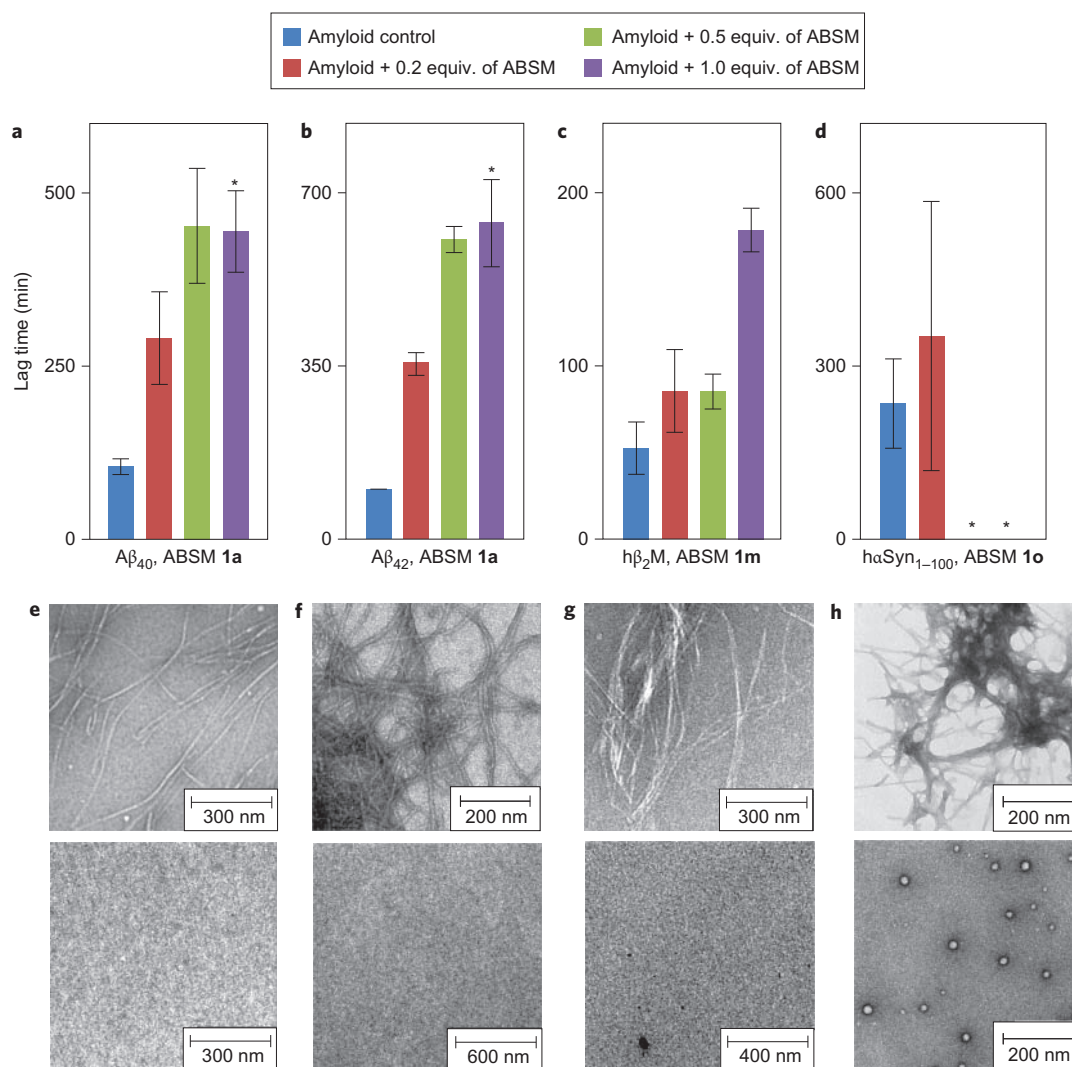 Amyloid control
Amyloid + 0.5 equiv. of ABSM
Amyloid + 0.2 equiv. of ABSM
Amyloid + 1.0 equiv. of ABSM
a
b
c
d
Lag time (min)
500
250
0
*
Aβ40, ABSM 1a
700
350
0
*
Aβ42, ABSM 1a
200
100
0
hβ2M, ABSM 1m
600
300
0
* *
hαSyn1–100, ABSM 1o
e
f
g
h
300 nm
200 nm
300 nm
200 nm
300 nm
600 nm
400 nm
200 nm